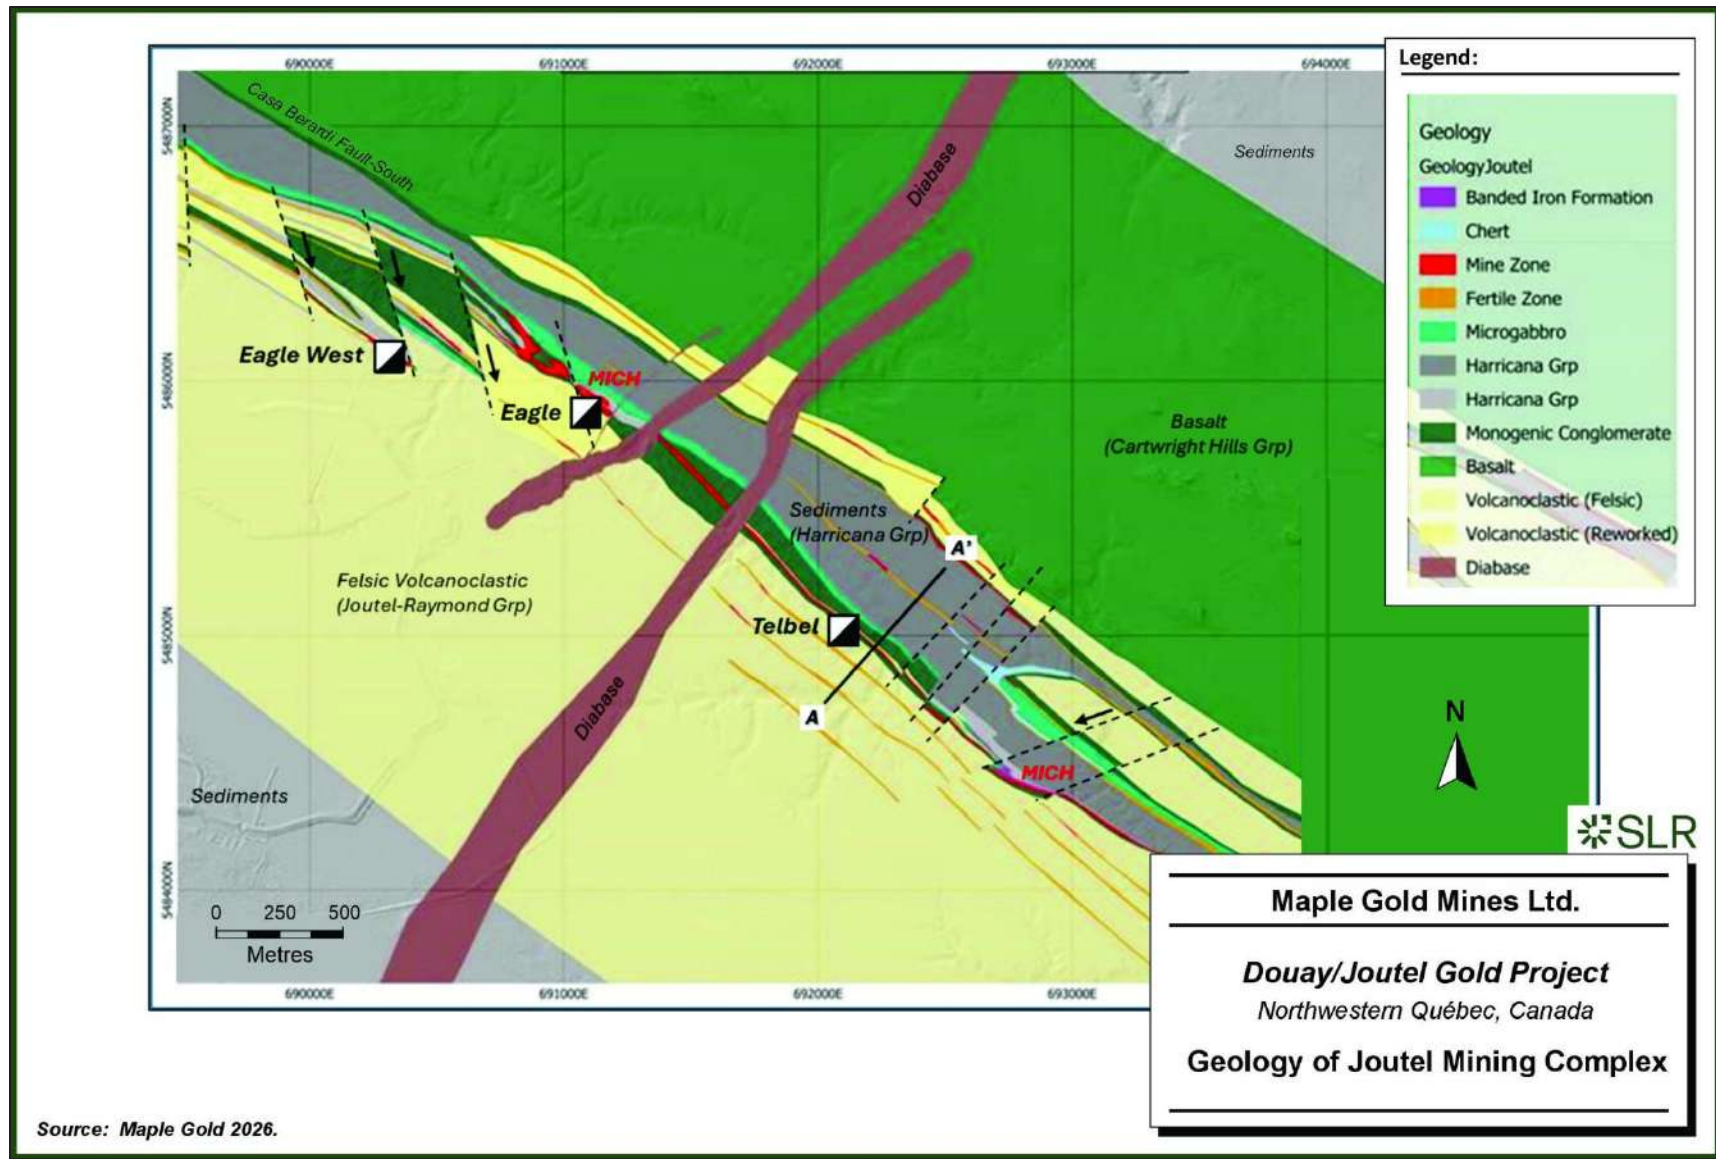 Legend:
690000E
691000E
692000E
693000E
694000E
5487000N
5486000N
5485000N
5484000N
Casa Berardi Fault-South
Diabase
Sediments
Geology
GeologyJoutel
Banded Iron Formation
Chert
Mine Zone
Fertile Zone
Microgabbro
Harricana Grp
Harricana Grp
Monogenic Conglomerate
Basalt
Volcanoclastic (Felsic)
Volcanoclastic (Reworked)
Diabase
Eagle West
MICH
Eagle
Basalt
(Cartwright Hills Grp)
Sediments
(Harricana Grp)
A'
Felsic Volcanoclastic
(Joutel-Raymond Grp)
Telbel
A
Diabase
MICH
Sediments
N
0 250 500
Metres
690000E
691000E
692000E
693000E
SLR
Maple Gold Mines Ltd.
Douay/Joutel Gold Project
Northwestern Québec, Canada
Geology of Joutel Mining Complex
Source: Maple Gold 2026.